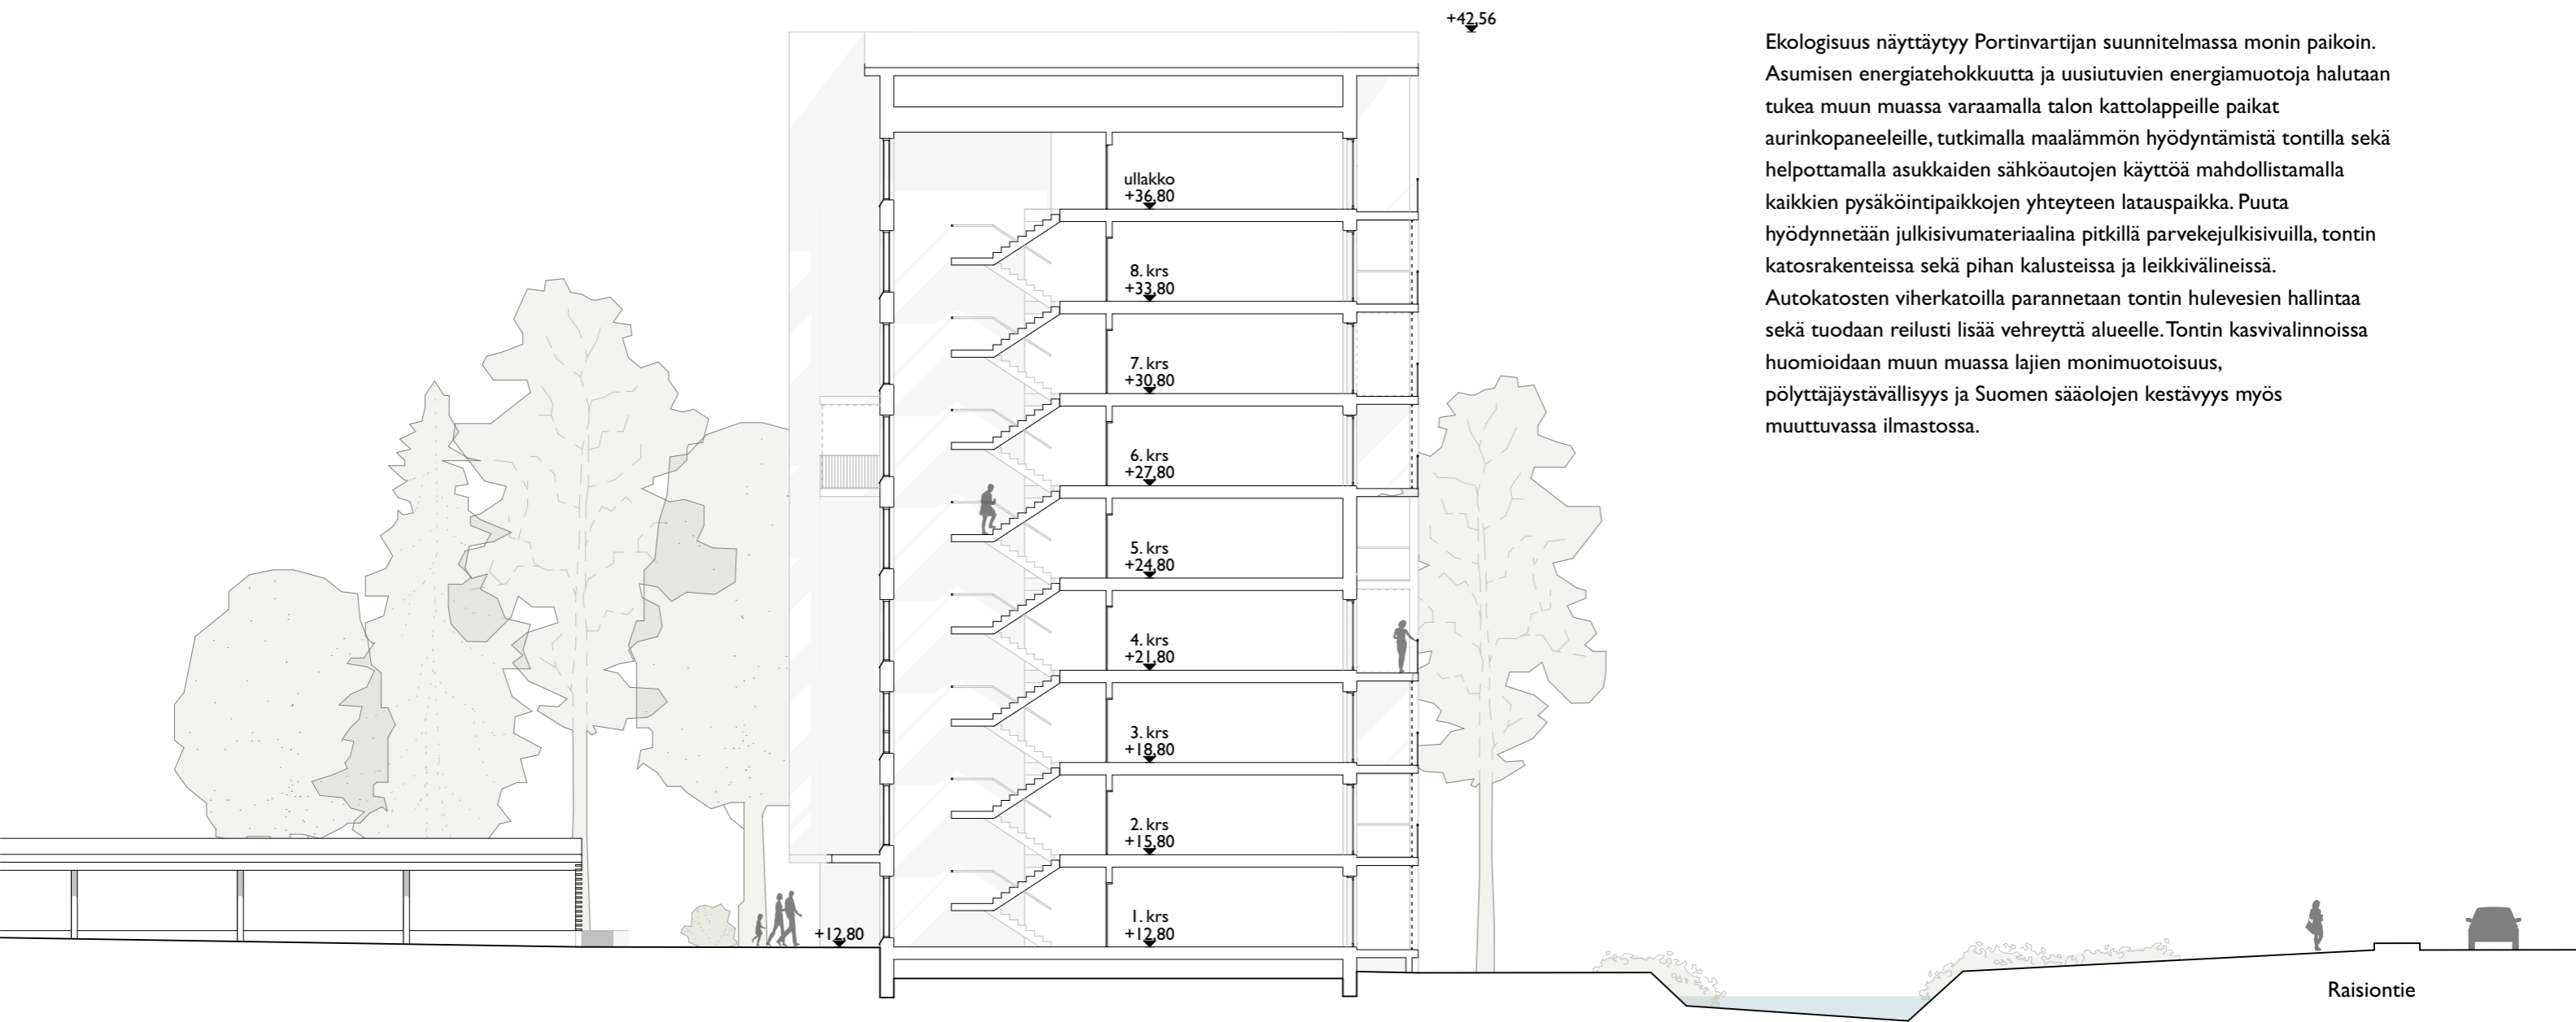 +42,56
Ekologisuus näyttäytyy Portinvartijan suunnitelmassa monin paikoin.
Asumisen energiatehokkuutta ja uusiutuvien energiamuotoja halutaan
tukea muun muassa varaamalla talon kattolappeille paikat
aurinkopaneeleille, tutkimalla maalämmön hyödyntämistä tontilla sekä
helpottamalla asukkaiden sähköautojen käyttöä mahdollistamalla
kaikkien pysäköintipaikkojen yhteyteen latauspaikka. Puuta
hyödynnetään julkisivumateriaalina pitkillä parvekejulkisivuilla, tontin
katosrakenteissa sekä pihan kalusteissa ja leikkivälineissä.
Autokatosten viherkatoilla parannetaan tontin hulevesien hallintaa
sekä tuodaan reilusti lisää vehreyttä alueelle. Tontin kasvivalinnoissa
huomioidaan muun muassa lajien monimuotoisuus,
pölyttäjäystävällisyys ja Suomen sääolojen kestävyys myös
muuttuvassa ilmastossa.
ullakko
+36,80
8. krs
+33,80
7. krs
+30,80
6. krs
+27,80
5. krs
+24,80
4. krs
+21,80
3. krs
+18,80
2. krs
+15,80
1. krs
+12,80
+12,80
Raisiontie